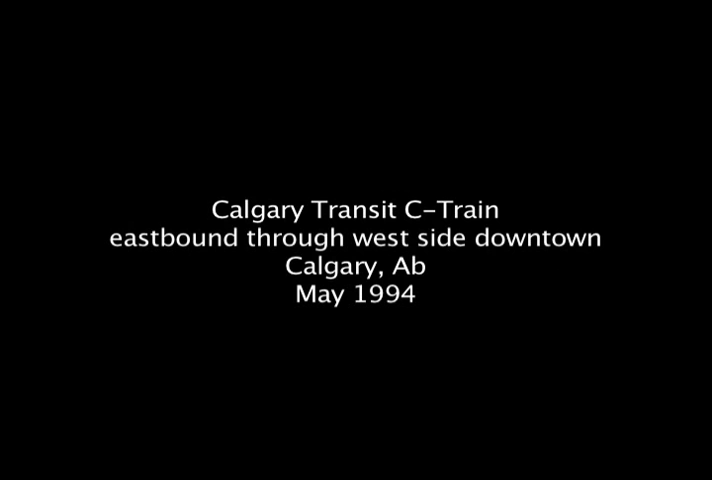 Calgary Transit C-Train
eastbound through west side downtown
Calgary, Ab
May 1994